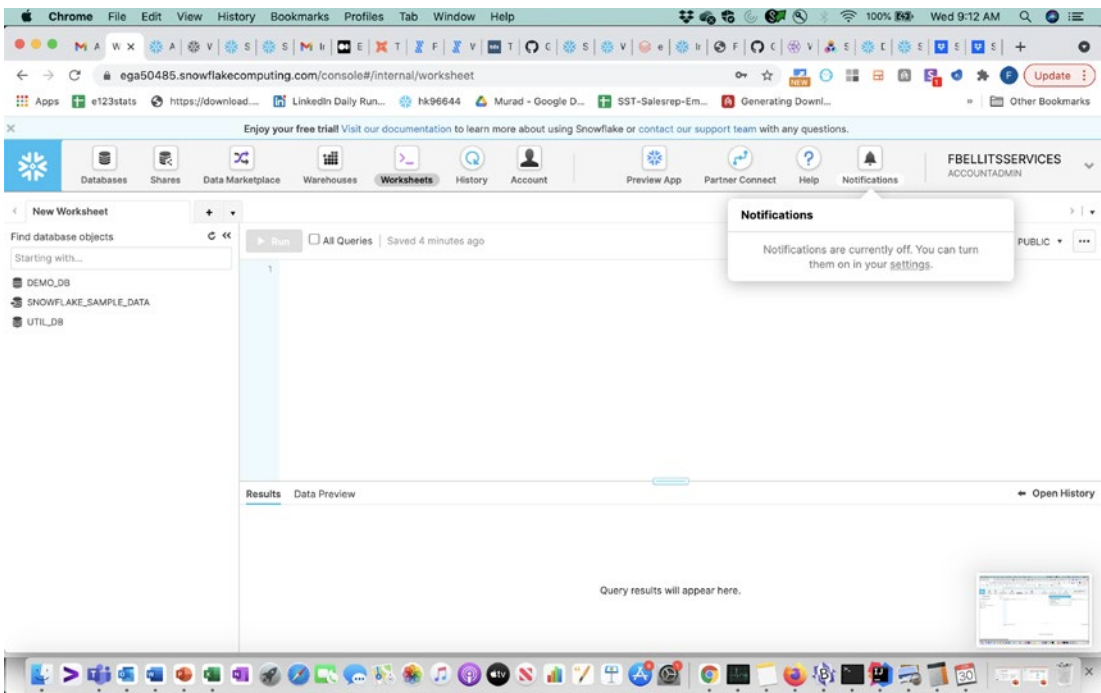 Chrome File Edit View History Bookmarks Profiles Tab Window Help 100% Wed 9:12 AM
ega50485.snowflakecomputing.com/console#/internal/worksheet NEW Update
Apps e123stats https://download.... LinkedIn Daily Run... hk96644 Murad - Google D... SST-Salesrep-Em... Generating Downl... » Other Bookmarks
Enjoy your free trial! Visit our documentation to learn more about using Snowflake or contact our support team with any questions.
Databases Shares Data Marketplace Warehouses Worksheets History Account Preview App Partner Connect Help Notifications
FBELLITSSERVICES
ACCOUNTADMIN
New Worksheet
Notifications
Notifications are currently off. You can turn
them on in your settings.
Find database objects
Run All Queries Saved 4 minutes ago
PUBLIC
Starting with...
1
DEMO_DB
SNOWFLAKE_SAMPLE_DATA
UTIL_DB
Results Data Preview Open History
Query results will appear here.